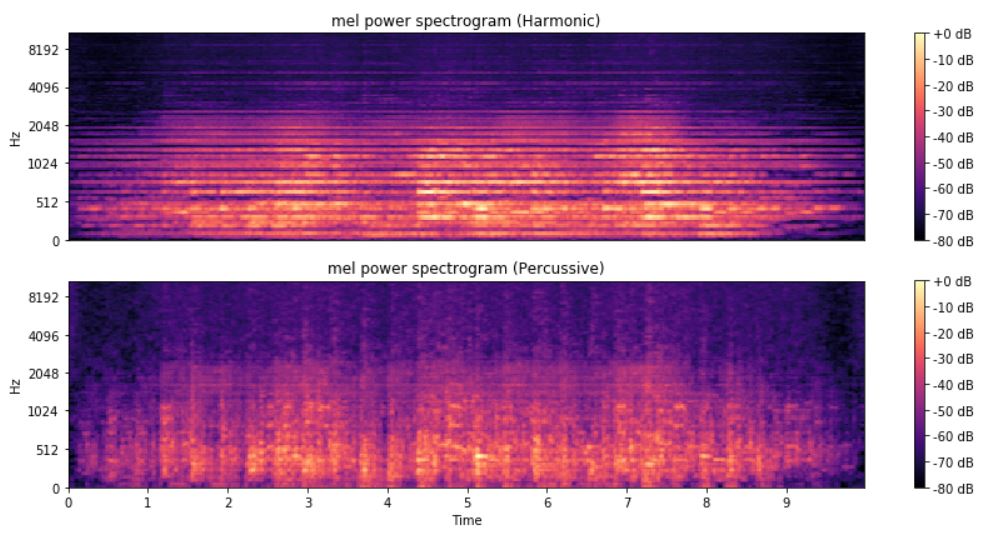 mel power spectrogram (Harmonic)
8192
4096
2048
1024
512
0
Hz
+0 dB
-10 dB
-20 dB
-30 dB
-40 dB
-50 dB
-60 dB
-70 dB
-80 dB
mel power spectrogram (Percussive)
8192
4096
2048
1024
512
0
Hz
0 1 2 3 4 5 6 7 8 9
Time
+0 dB
-10 dB
-20 dB
-30 dB
-40 dB
-50 dB
-60 dB
-70 dB
-80 dB